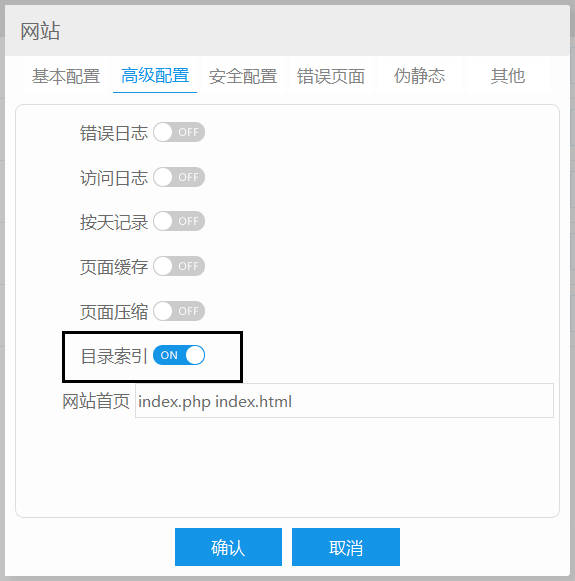 网站
基本配置 高级配置 安全配置 错误页面 伪静态 其他
错误日志 OFF
访问日志 OFF
按天记录 OFF
页面缓存 OFF
页面压缩 OFF
目录索引 ON
网站首页 index.php index.html
确认 取消